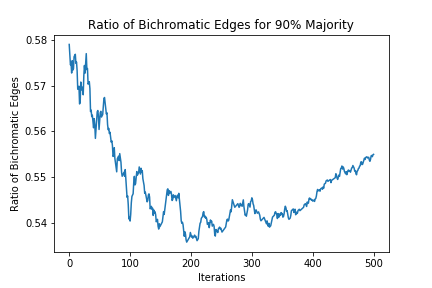 Ratio of Bichromatic Edges for 90% Majority
0.58
0.57
0.56
0.55
0.54
Ratio of Bichromatic Edges
0 100 200 300 400 500
Iterations